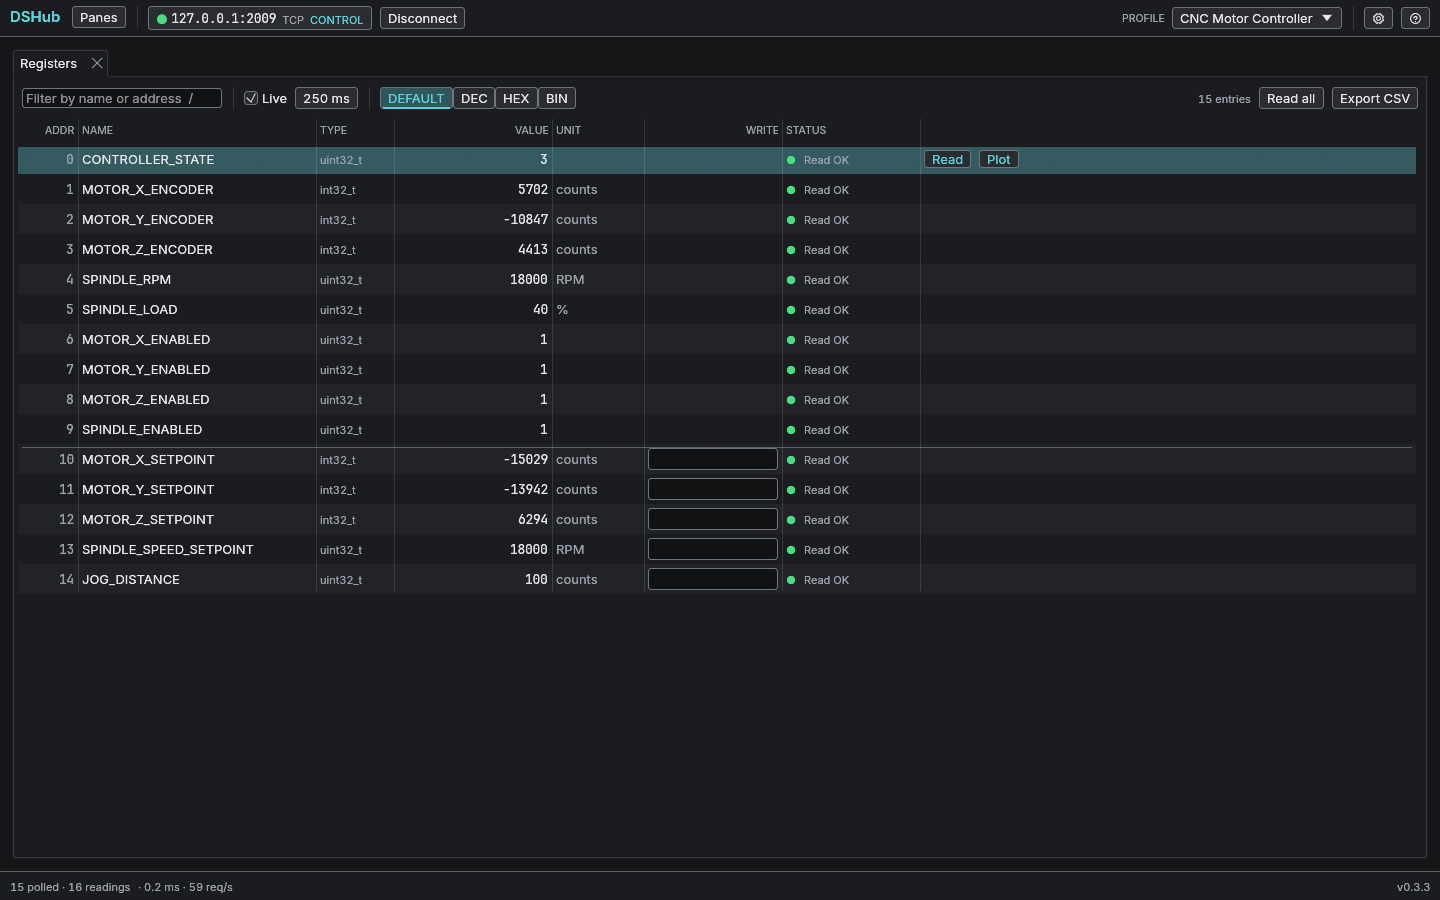 DSHub Panes 127.0.0.1:2009 TCP CONTROL Disconnect PROFILE CNC Motor Controller
Registers
Filter by name or address / Live 250 ms DEFAULT DEC HEX BIN 15 entries Read all Export CSV
ADDR NAME TYPE VALUE UNIT WRITE STATUS
0 CONTROLLER_STATE uint32_t 3 Read OK Read Plot
1 MOTOR_X_ENCODER int32_t 5702 counts Read OK
2 MOTOR_Y_ENCODER int32_t -10847 counts Read OK
3 MOTOR_Z_ENCODER int32_t 4413 counts Read OK
4 SPINDLE_RPM uint32_t 18000 RPM Read OK
5 SPINDLE_LOAD uint32_t 40 % Read OK
6 MOTOR_X_ENABLED uint32_t 1 Read OK
7 MOTOR_Y_ENABLED uint32_t 1 Read OK
8 MOTOR_Z_ENABLED uint32_t 1 Read OK
9 SPINDLE_ENABLED uint32_t 1 Read OK
10 MOTOR_X_SETPOINT int32_t -15029 counts Read OK
11 MOTOR_Y_SETPOINT int32_t -13942 counts Read OK
12 MOTOR_Z_SETPOINT int32_t 6294 counts Read OK
13 SPINDLE_SPEED_SETPOINT uint32_t 18000 RPM Read OK
14 JOG_DISTANCE uint32_t 100 counts Read OK
15 polled · 16 readings · 0.2 ms · 59 req/s v0.3.3